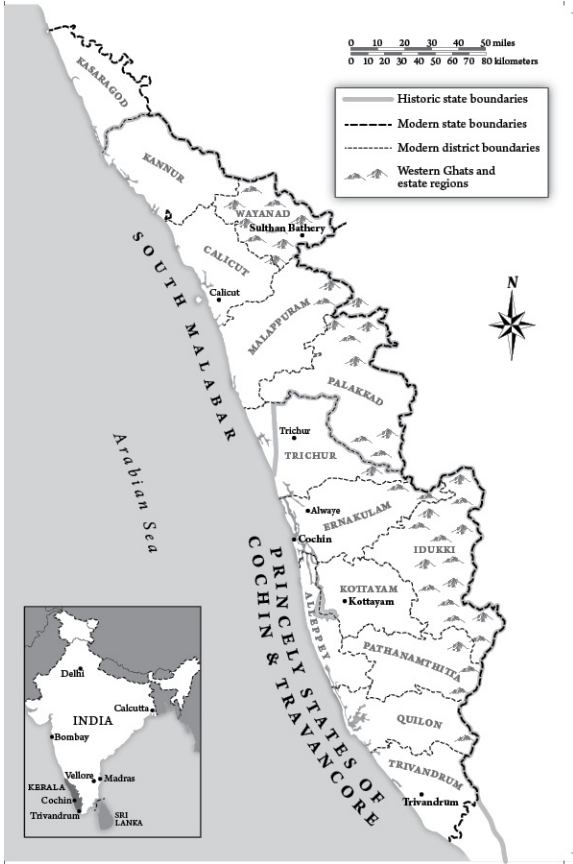 0 10 20 30 40 50 miles
0 10 20 30 40 50 60 70 80 kilometers
Historic state boundaries
Modern state boundaries
Modern district boundaries
Western Ghats and
estate regions
N
KASARAGOD
KANNUR
WAYANAD
Sulthan Bathery
CALICUT
Calicut
MALAPPURAM
PALAKKAD
Trichur
TRICHUR
Alwaye
ERNAKULAM
Cochin
IDUKKI
KOTTAYAM
Kottayam
ALLEPPEY
PATHANAMTHITTA
QUILON
TRIVANDRUM
Trivandrum
SOUTH MALABAR
Arabian Sea
PRINCELY STATES OF
COCHIN & TRAVANCORE
Delhi
Calcutta
INDIA
Bombay
Vellore
Madras
KERALA
Cochin
Trivandrum
SRI
LANKA